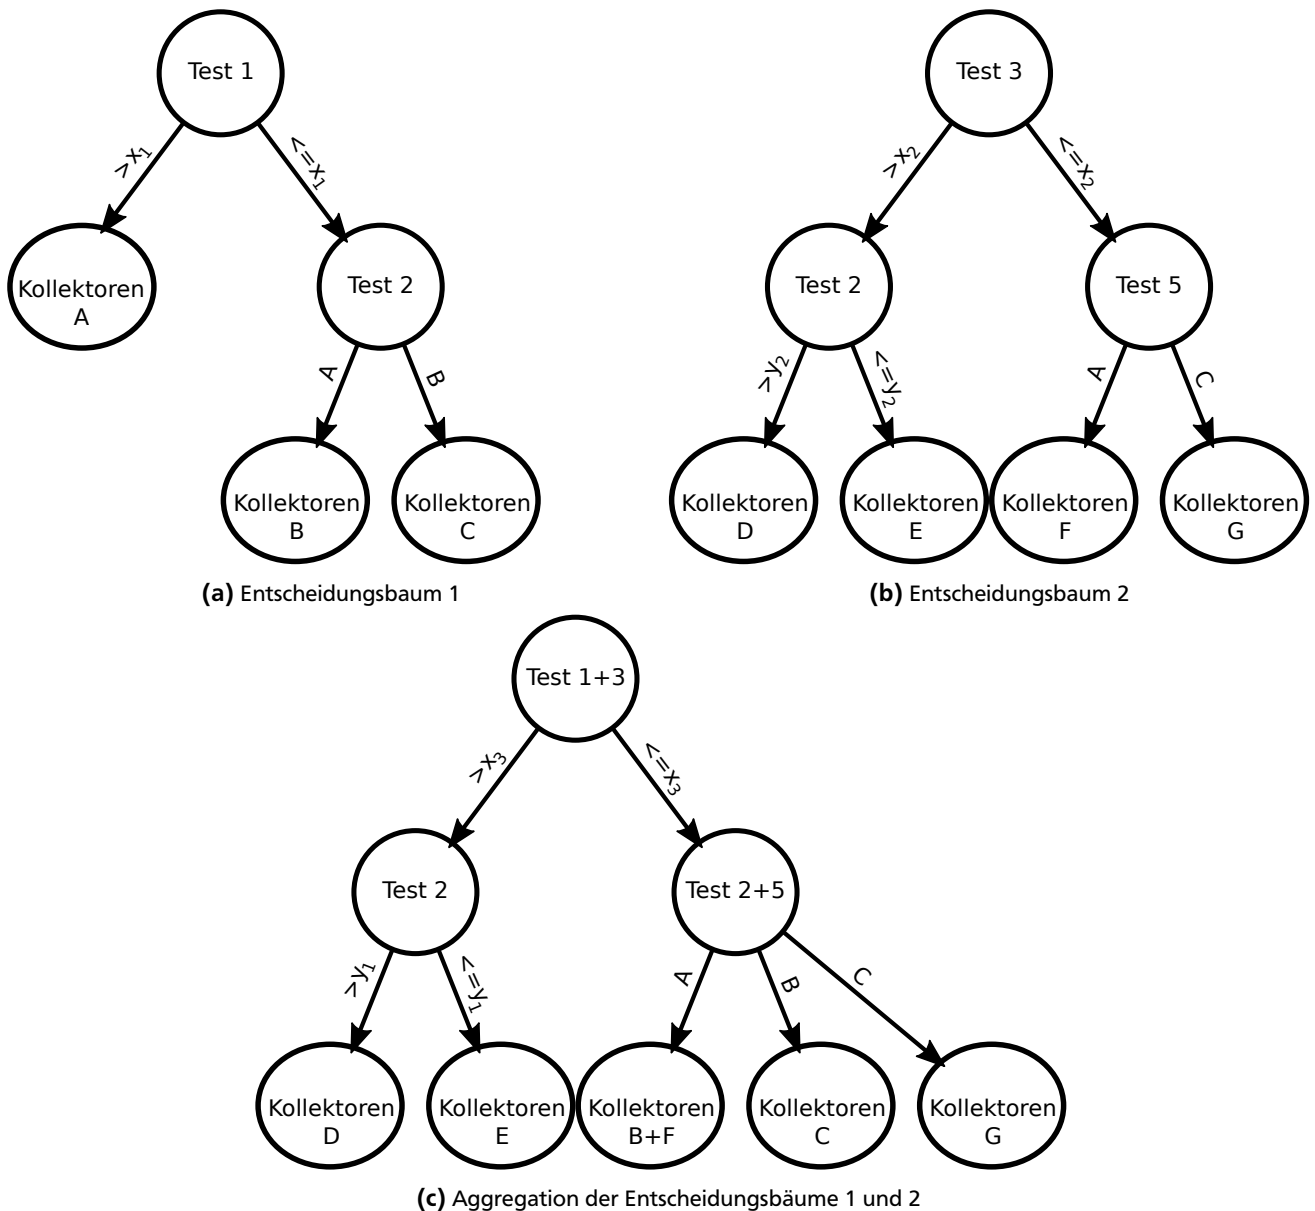 Test 1
>x₁
<=x₁
Kollektoren
A
Test 2
A
B
Kollektoren
B
Kollektoren
C
(a) Entscheidungsbaum 1
Test 3
>x₂
<=x₂
Test 2
Test 5
>y₂
<=y₂
A
C
Kollektoren
D
Kollektoren
E
Kollektoren
F
Kollektoren
G
(b) Entscheidungsbaum 2
Test 1+3
>x₃
<=x₃
Test 2
Test 2+5
>y₁
<=y₁
A
B
C
Kollektoren
D
Kollektoren
E
Kollektoren
B+F
Kollektoren
C
Kollektoren
G
(c) Aggregation der Entscheidungsbäume 1 und 2